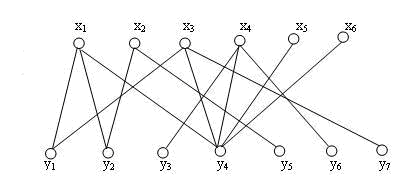 x₁ x₂ x₃ x₄ x₅ x₆
y₁ y₂ y₃ y₄ y₅ y₆ y₇